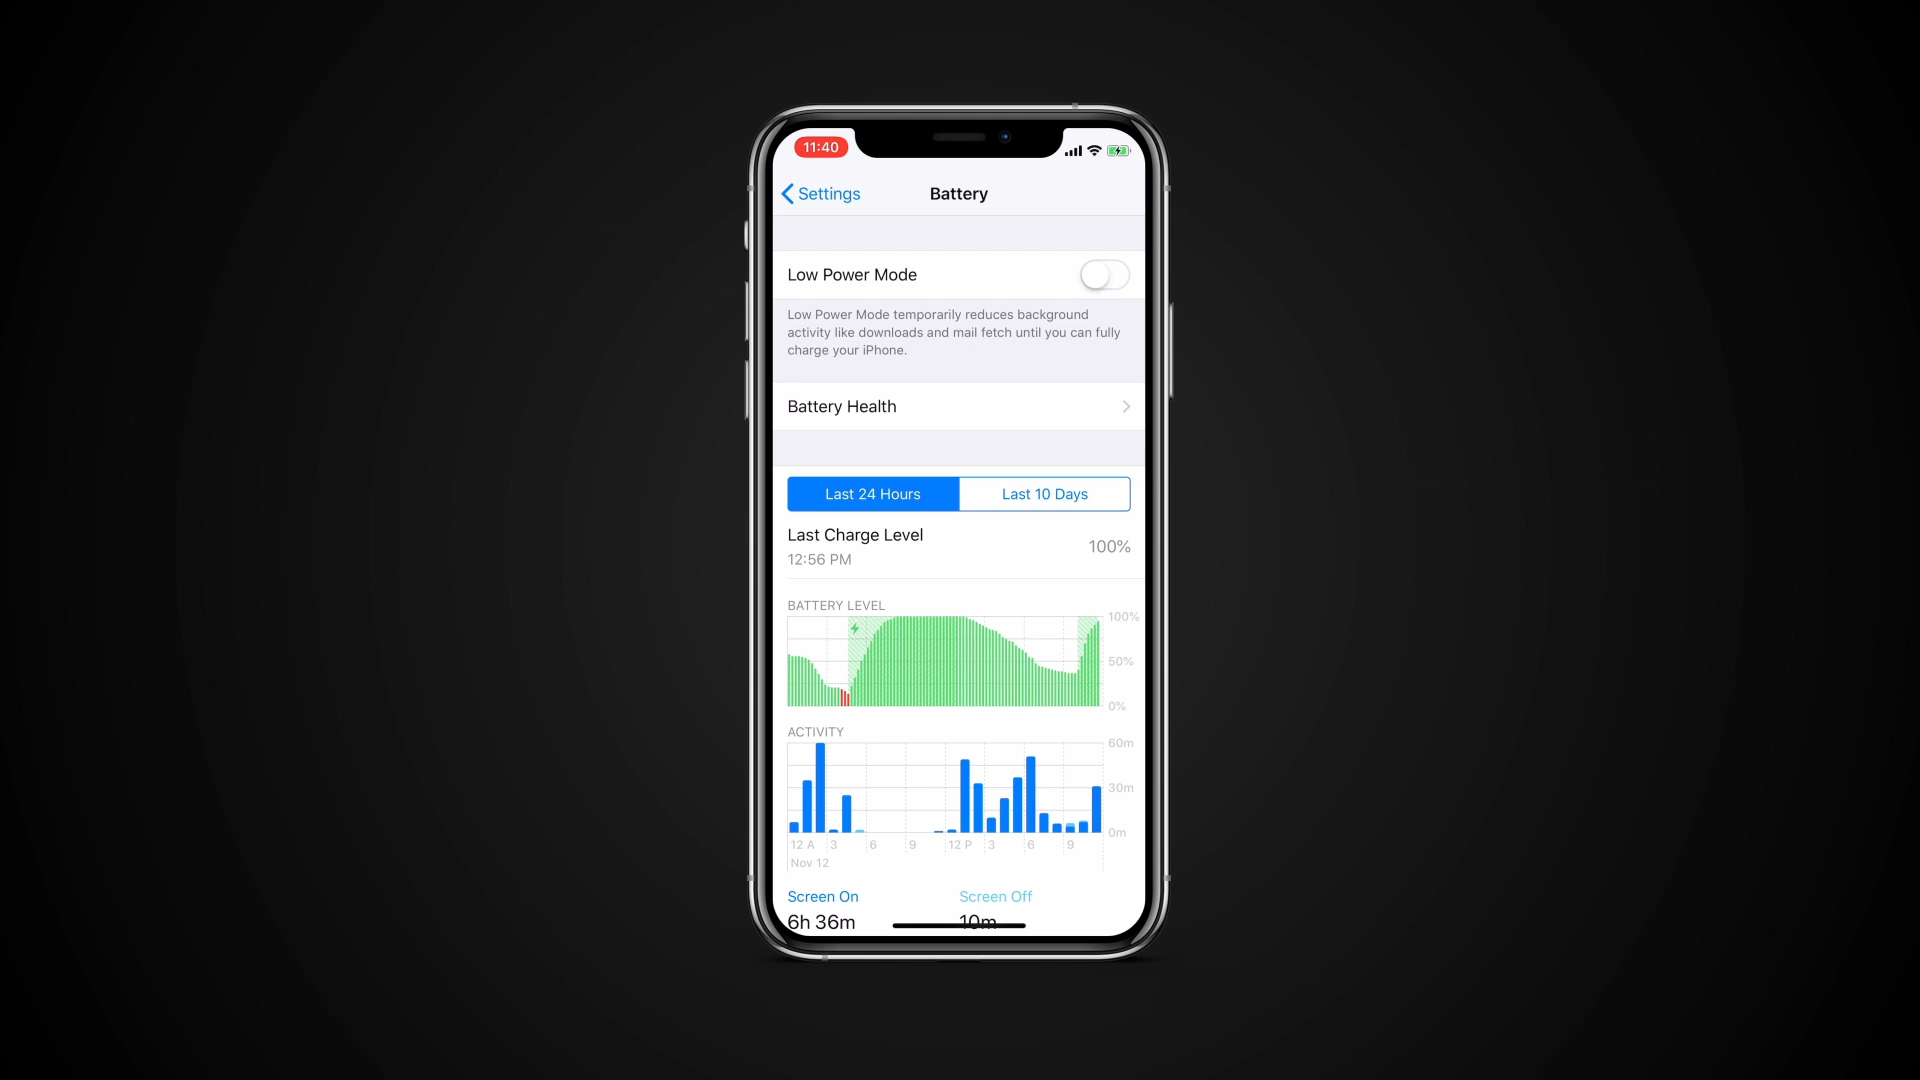 11:40
Settings
Battery
Low Power Mode
Low Power Mode temporarily reduces background
activity like downloads and mail fetch until you can fully
charge your iPhone.
Battery Health
Last 24 Hours
Last 10 Days
Last Charge Level
12:56 PM
100%
BATTERY LEVEL
100%
50%
0%
ACTIVITY
60m
30m
0m
12 A 3 6 9 12 P 3 6 9
Nov 12
Screen On
Screen Off
6h 36m
10m